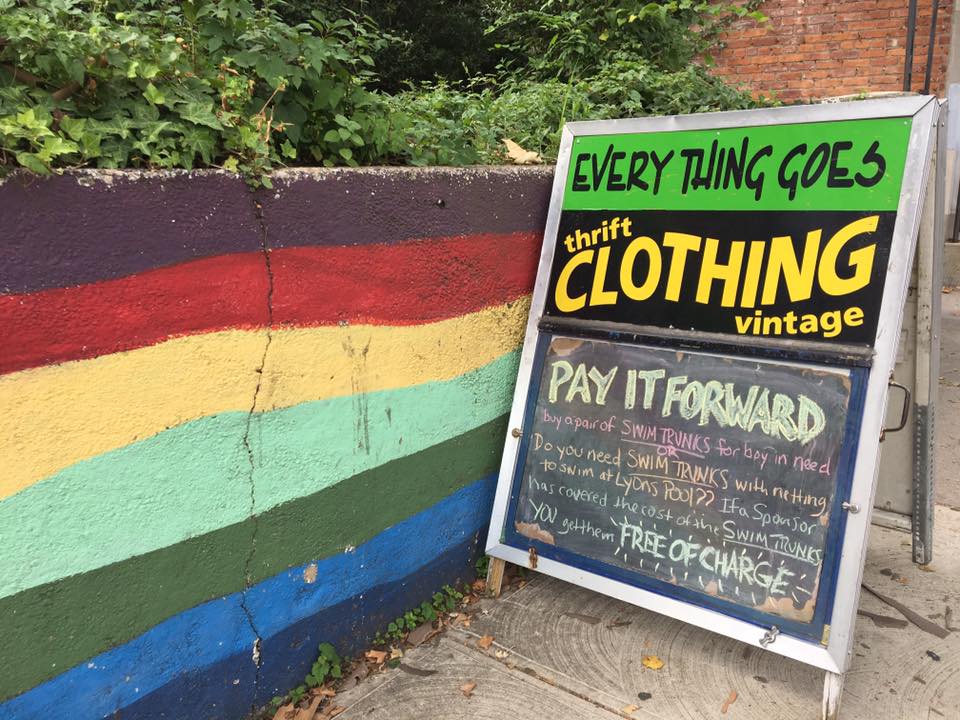 EVERY THING GOES
thrift
CLOTHING
vintage
PAY IT FORWARD
buy a pair of SWIM TRUNKS for boy in need
OR
Do you need SWIM TRUNKS with netting
to swim at Lyons Pool?? If a Sponsor
has covered the cost of the SWIM TRUNKS
YOU get them FREE OF CHARGE